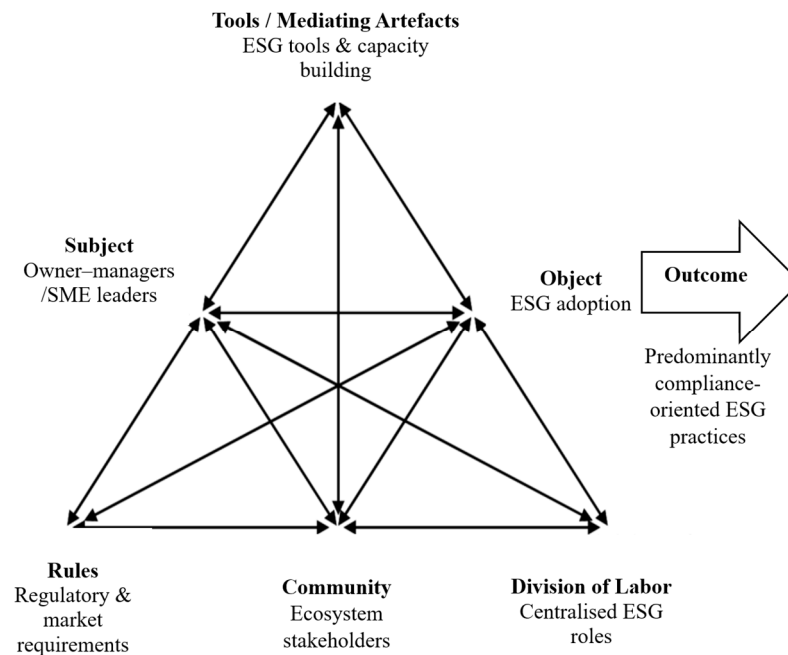 Tools / Mediating Artefacts
ESG tools & capacity
building
Subject
Owner–managers
/SME leaders
Object
ESG adoption
Outcome
Predominantly
compliance-
oriented ESG
practices
Rules
Regulatory &
market
requirements
Community
Ecosystem
stakeholders
Division of Labor
Centralised ESG
roles